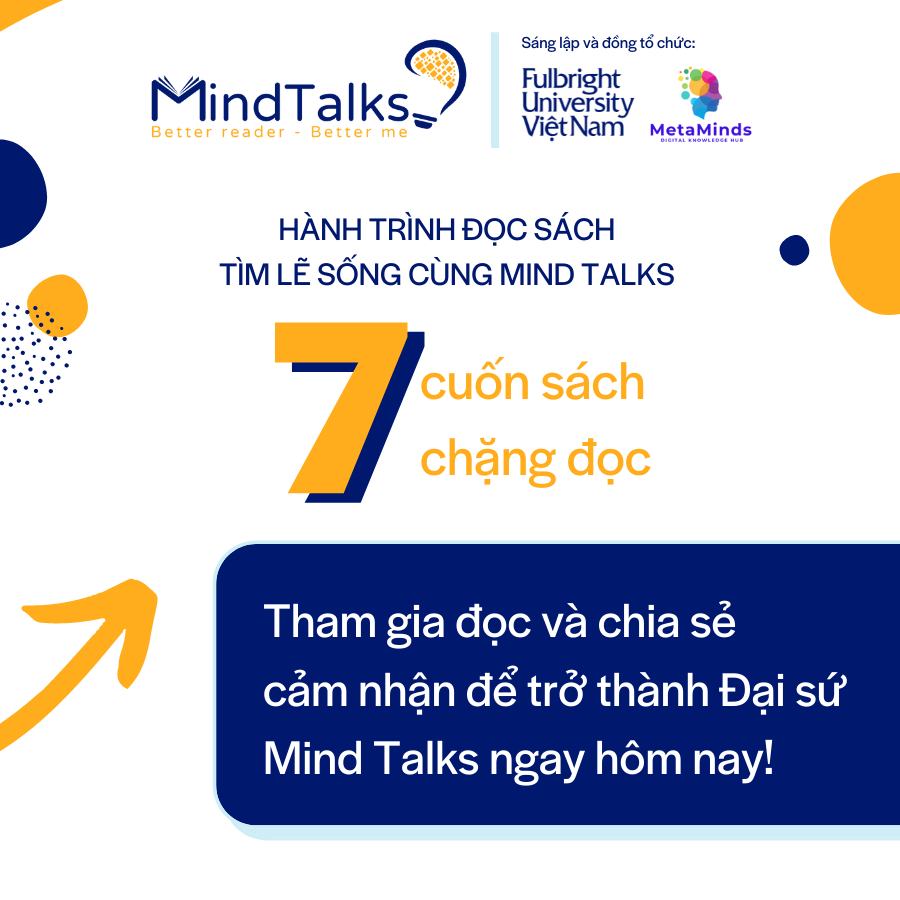 MindTalks
Better reader - Better me
Sáng lập và đồng tổ chức:
Fulbright
University
Việt Nam
MetaMinds
DIGITAL KNOWLEDGE HUB
HÀNH TRÌNH ĐỌC SÁCH
TÌM LẼ SỐNG CÙNG MIND TALKS
7
cuốn sách
chặng đọc
Tham gia đọc và chia sẻ
cảm nhận để trở thành Đại sứ
Mind Talks ngay hôm nay!